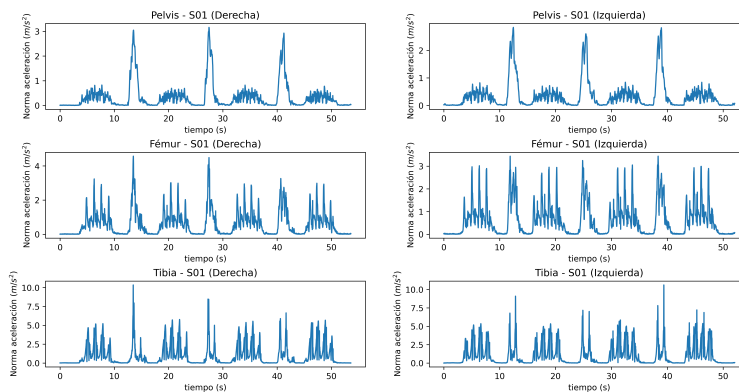 Pelvis - S01 (Derecha)
Norma aceleración (m/s²)
3
2
1
0
0 10 20 30 40 50
tiempo (s)
Pelvis - S01 (Izquierda)
Norma aceleración (m/s²)
2
1
0
0 10 20 30 40 50
tiempo (s)
Fémur - S01 (Derecha)
Norma aceleración (m/s²)
4
2
0
0 10 20 30 40 50
tiempo (s)
Fémur - S01 (Izquierda)
Norma aceleración (m/s²)
3
2
1
0
0 10 20 30 40 50
tiempo (s)
Tibia - S01 (Derecha)
Norma aceleración (m/s²)
10.0
7.5
5.0
2.5
0.0
0 10 20 30 40 50
tiempo (s)
Tibia - S01 (Izquierda)
Norma aceleración (m/s²)
10.0
7.5
5.0
2.5
0.0
0 10 20 30 40 50
tiempo (s)